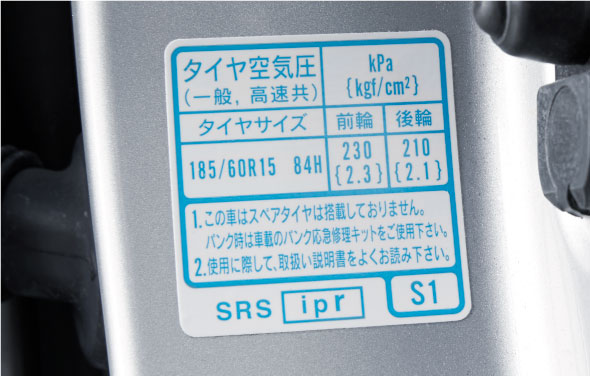 タイヤ空気圧
(一般, 高速共)
kPa
{kgf/cm²}
タイヤサイズ 前輪 後輪
185/60R15 84H 230 {2.3} 210 {2.1}
1.この車はスペアタイヤは搭載しておりません。
パンク時は車載のパンク応急修理キットをご使用下さい。
2.使用に際して、取扱い説明書をよくお読み下さい。
SRS ipr S1